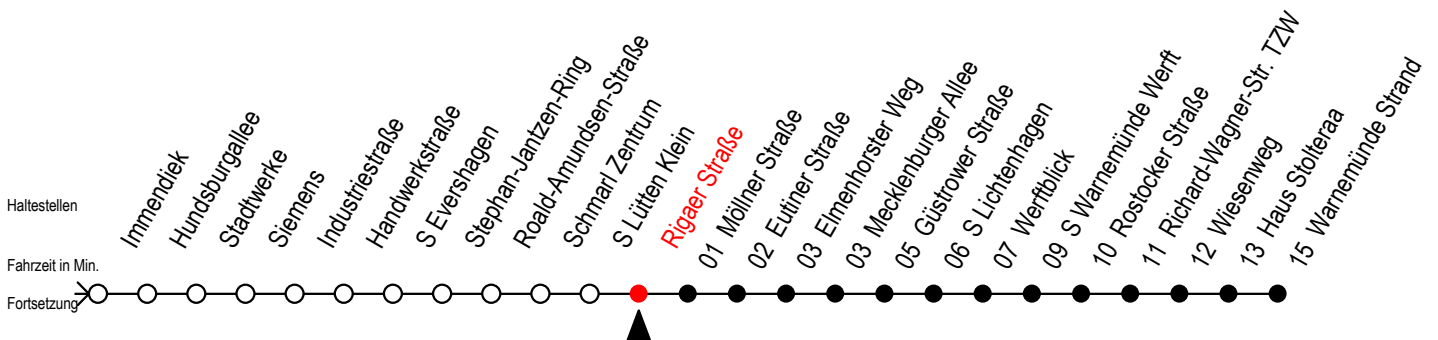 Haltestellen
Fahrzeit in Min.
Fortsetzung
Immendiek
Hundsburgallee
Stadtwerke
Siemens
Industriestraße
Handwerkstraße
S Evershagen
Stephan-Jantzen-Ring
Roald-Amundsen-Straße
Schmarl Zentrum
S Lütten Klein
Rigaer Straße
01 Möllner Straße
02 Eutiner Straße
03 Elmenhorster Weg
03 Mecklenburger Allee
05 Güstrower Straße
06 S Lichtenhagen
07 Werftblick
09 S Warnemünde Werft
10 Rostocker Straße
11 Richard-Wagner-Str. TZW
12 Wiesenweg
13 Haus Stolteraa
15 Warnemünde Strand